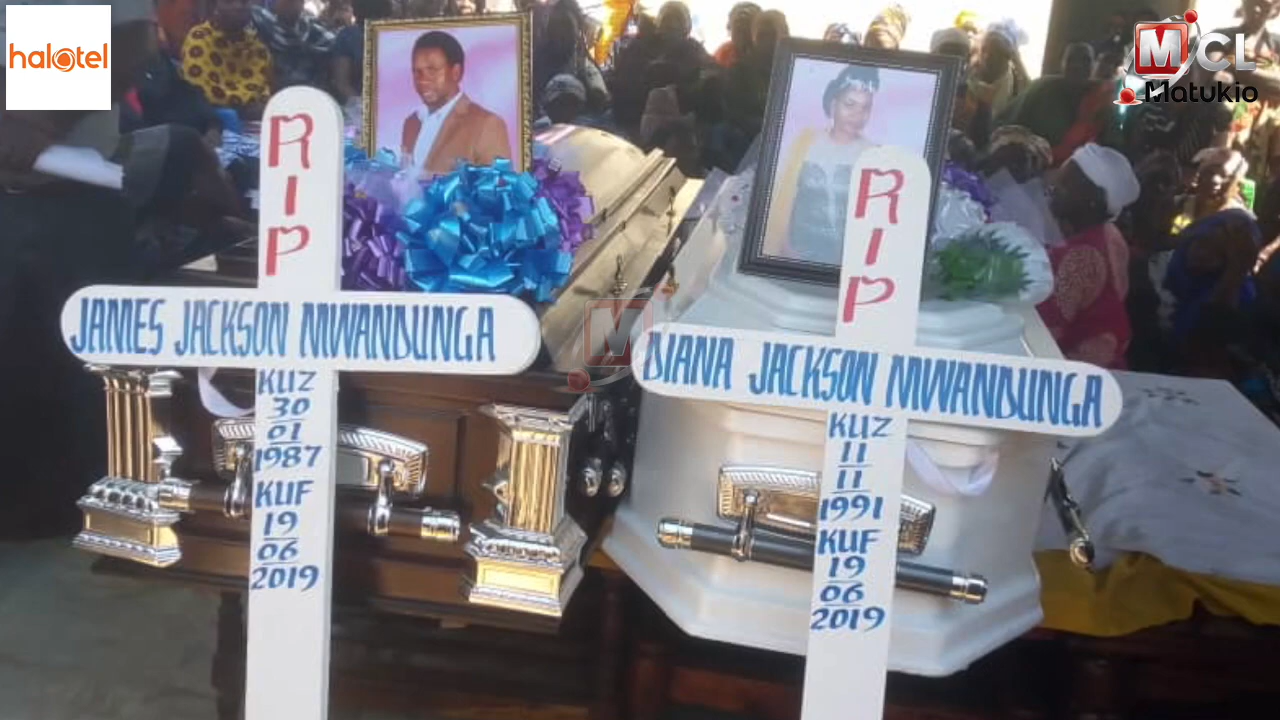 halotel
MCL
Matukio
RIP
JAMES JACKSON MWANDUNGA
KUZ
30
01
1987
KUF
19
06
2019
RIP
DIANA JACKSON MWANDUNGA
KUZ
11
11
1991
KUF
19
06
2019
M